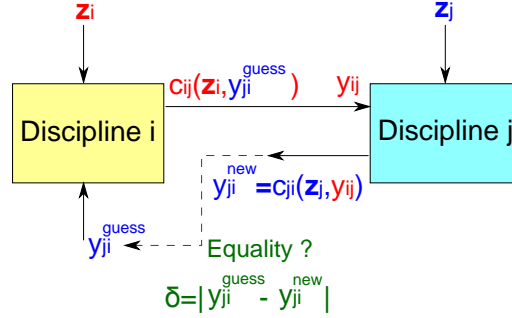 zi
zj
cij(zi,yji^guess)
yij
Discipline i
Discipline j
yji^new=cji(zj,yij)
yji^guess
Equality ?
δ=|yji^guess - yji^new|